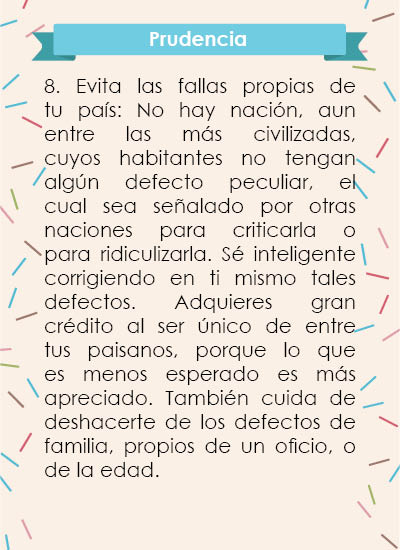 Prudencia
8. Evita las fallas propias de
tu país: No hay nación, aun
entre las más civilizadas,
cuyos habitantes no tengan
algún defecto peculiar, el
cual sea señalado por otras
naciones para criticarla o
para ridiculizarla. Sé inteligente
corrigiendo en ti mismo tales
defectos. Adquieres gran
crédito al ser único de entre
tus paisanos, porque lo que
es menos esperado es más
apreciado. También cuida de
deshacerte de los defectos de
familia, propios de un oficio, o
de la edad.